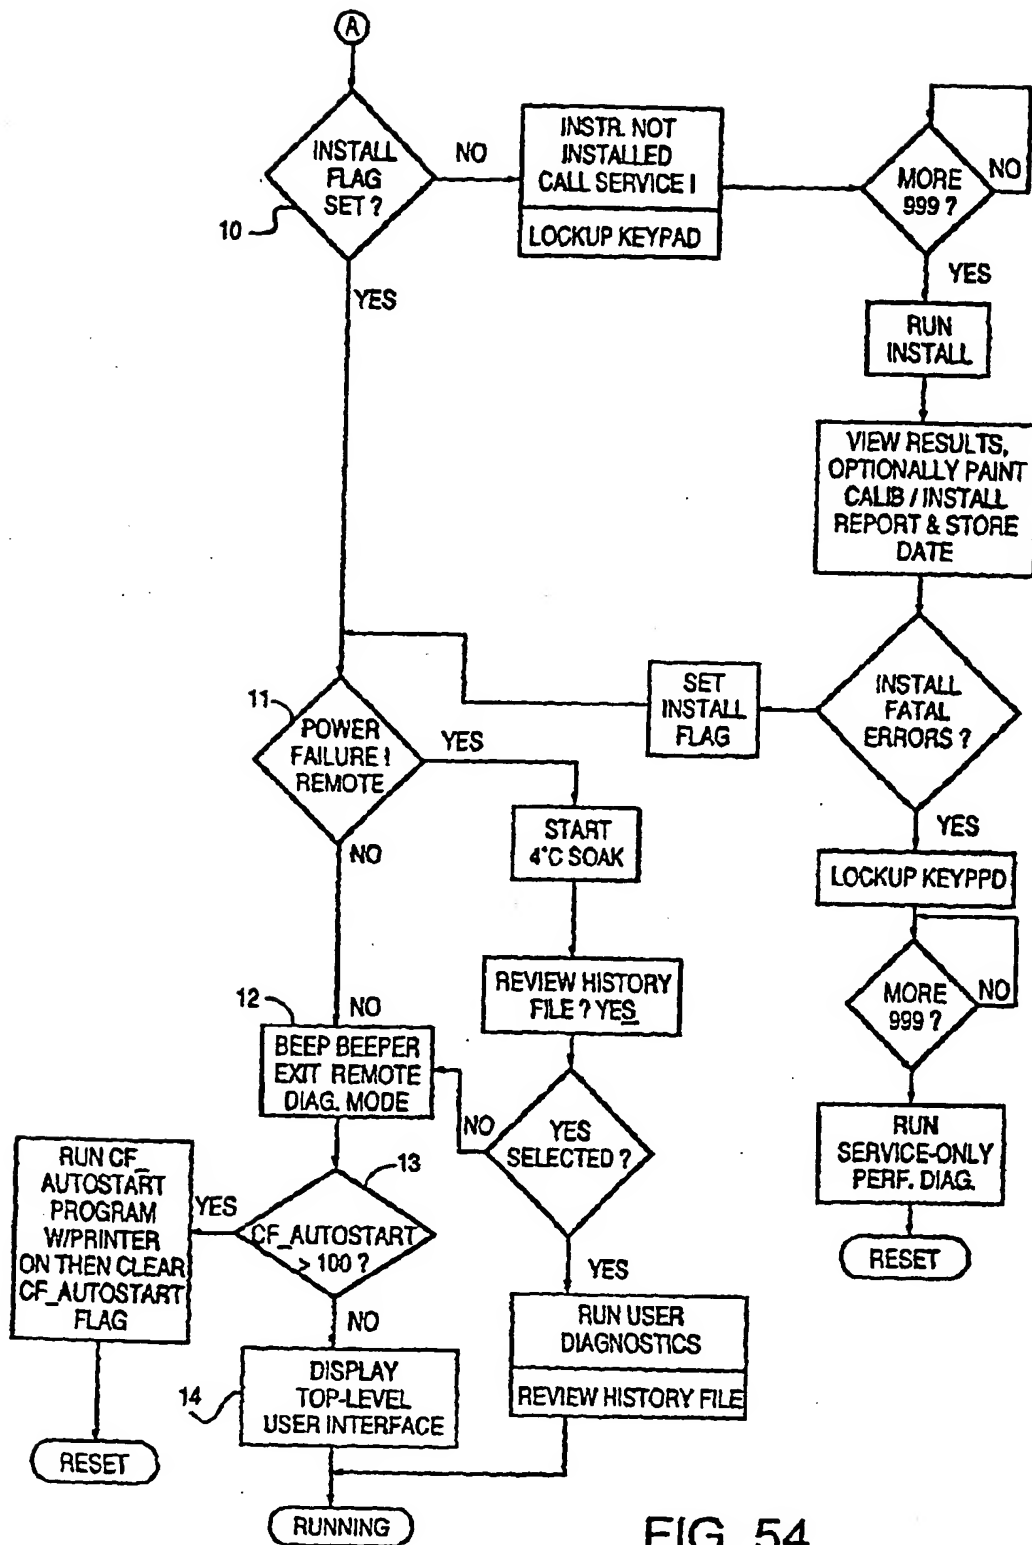 A
INSTALL
FLAG
SET ?
10
NO
YES
INSTR. NOT
INSTALLED
CALL SERVICE !
LOCKUP KEYPAD
MORE
999 ?
NO
YES
RUN
INSTALL
VIEW RESULTS,
OPTIONALLY PAINT
CALIB / INSTALL
REPORT & STORE
DATE
INSTALL
FATAL
ERRORS ?
SET
INSTALL
FLAG
YES
LOCKUP KEYPPD
MORE
999 ?
NO
RUN
SERVICE-ONLY
PERF. DIAG.
RESET
11
POWER
FAILURE !
REMOTE
YES
NO
START
4°C SOAK
REVIEW HISTORY
FILE ? YES
YES
SELECTED ?
NO
YES
RUN USER
DIAGNOSTICS
REVIEW HISTORY FILE
12
NO
BEEP BEEPER
EXIT REMOTE
DIAG. MODE
13
CF_AUTOSTART
> 100 ?
YES
NO
RUN CF_
AUTOSTART
PROGRAM
W/PRINTER
ON THEN CLEAR
CF_AUTOSTART
FLAG
RESET
14
DISPLAY
TOP-LEVEL
USER INTERFACE
RUNNING
FIG. 54